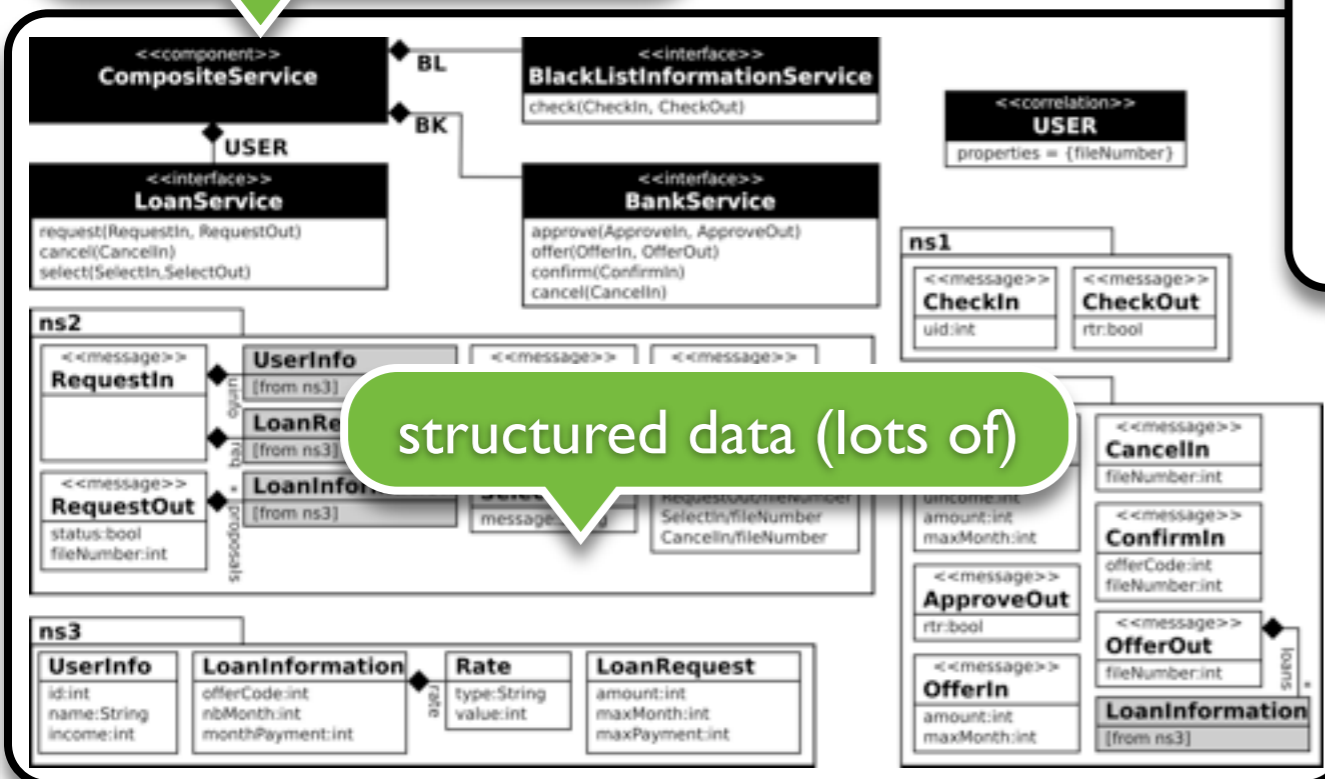 <<component>>
CompositeService
BL
BK
USER
<<interface>>
BlackListInformationService
check(CheckIn, CheckOut)
<<correlation>>
USER
properties = {fileNumber}
<<interface>>
LoanService
request(RequestIn, RequestOut)
cancel(CancelIn)
select(SelectIn,SelectOut)
<<interface>>
BankService
approve(ApproveIn, ApproveOut)
offer(OfferIn, OfferOut)
confirm(ConfirmIn)
cancel(CancelIn)
ns1
<<message>>
CheckIn
uid:int
<<message>>
CheckOut
rtr:bool
ns2
<<message>>
RequestIn
uinfo
UserInfo
[from ns3]
req
[from ns3]
<<message>>
RequestOut
status:bool
fileNumber:int
* proposals
[from ns3]
<<message>>
<<message>>
structured data (lots of)
RequestOut/fileNumber
SelectIn/fileNumber
CancelIn/fileNumber
uincome:int
amount:int
maxMonth:int
<<message>>
CancelIn
fileNumber:int
<<message>>
ConfirmIn
offerCode:int
fileNumber:int
<<message>>
ApproveOut
rtr:bool
<<message>>
OfferOut
fileNumber:int
loans *
LoanInformation
[from ns3]
<<message>>
OfferIn
amount:int
maxMonth:int
ns3
UserInfo
id:int
name:String
income:int
LoanInformation
offerCode:int
nbMonth:int
monthPayment:int
rate
Rate
type:String
value:int
LoanRequest
amount:int
maxMonth:int
maxPayment:int